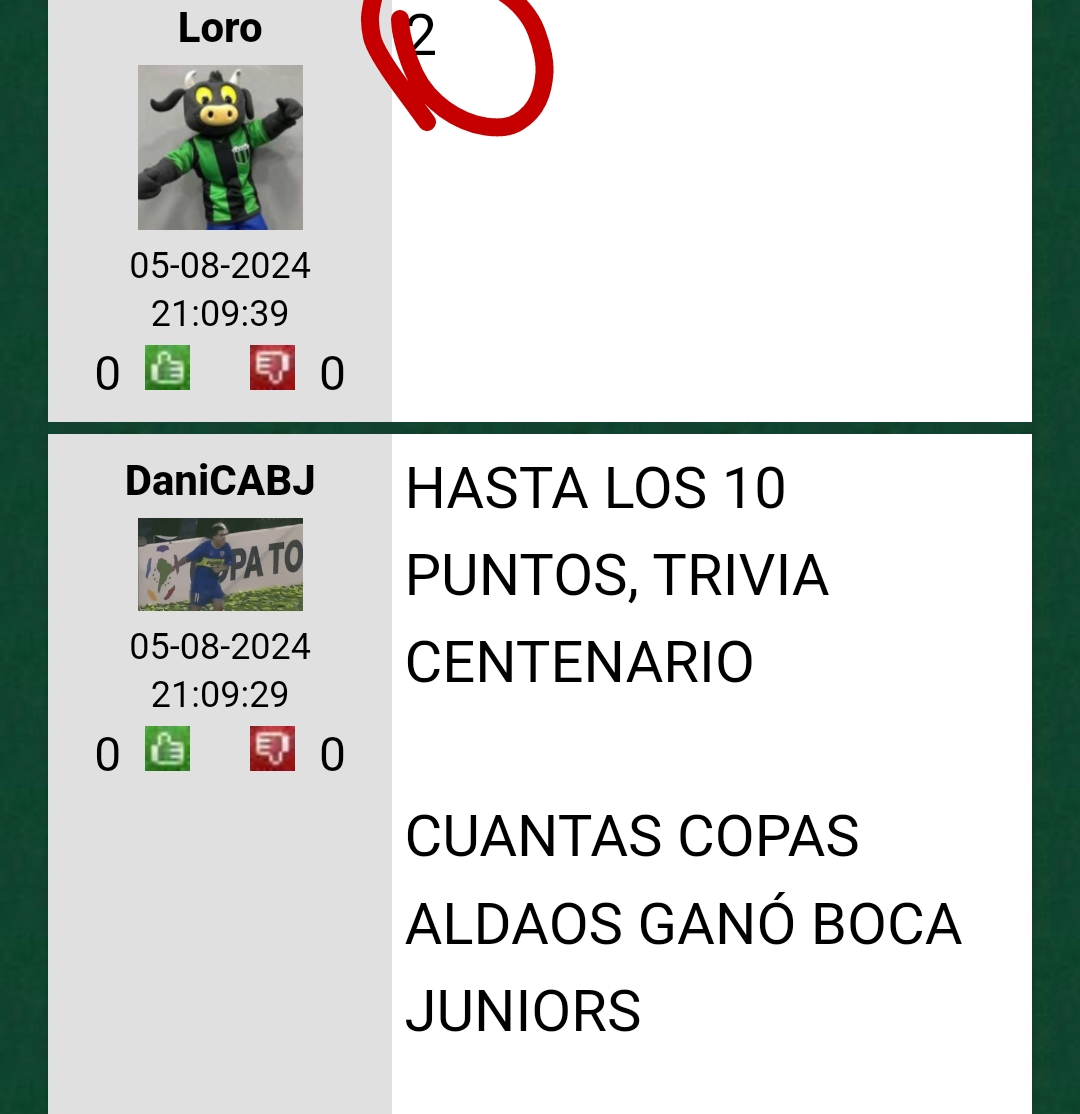 Loro
2
05-08-2024
21:09:39
0 0
DaniCABJ
PA TO
05-08-2024
21:09:29
0 0
HASTA LOS 10
PUNTOS, TRIVIA
CENTENARIO
CUANTAS COPAS
ALDAOS GANÓ BOCA
JUNIORS